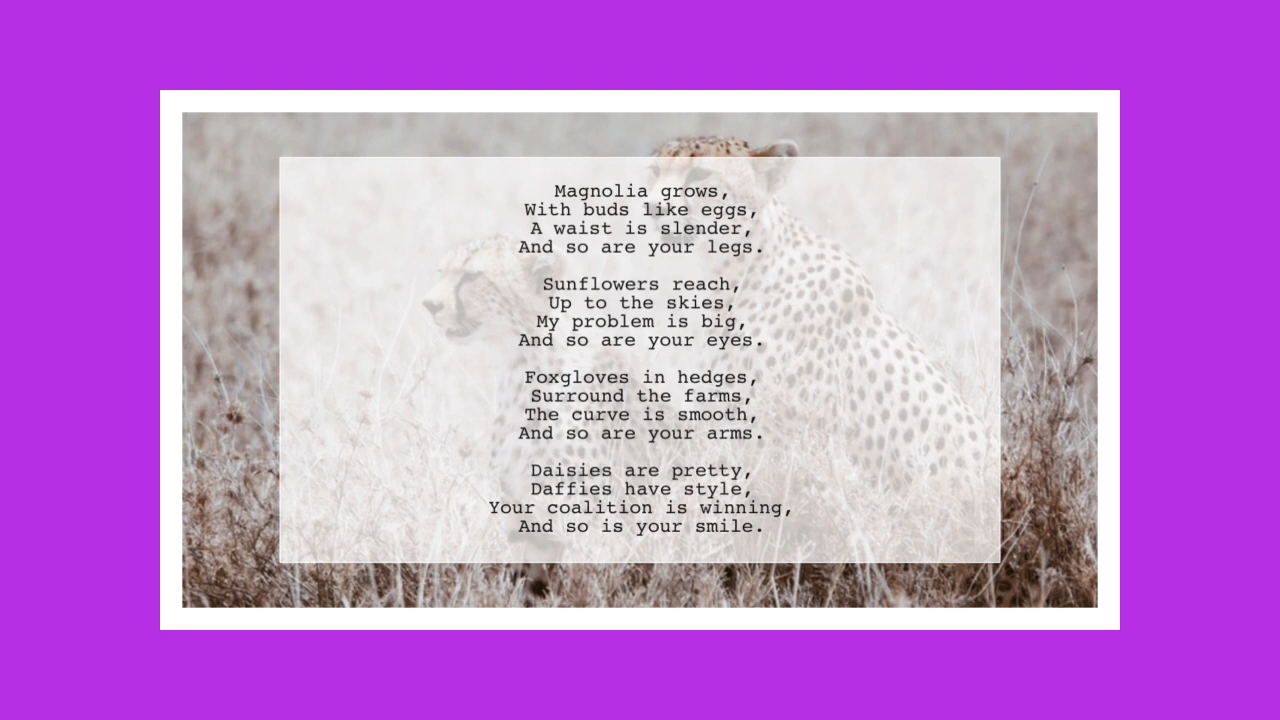 Magnolia grows,
With buds like eggs,
A waist is slender,
And so are your legs.
Sunflowers reach,
Up to the skies,
My problem is big,
And so are your eyes.
Foxgloves in hedges,
Surround the farms,
The curve is smooth,
And so are your arms.
Daisies are pretty,
Daffies have style,
Your coalition is winning,
And so is your smile.